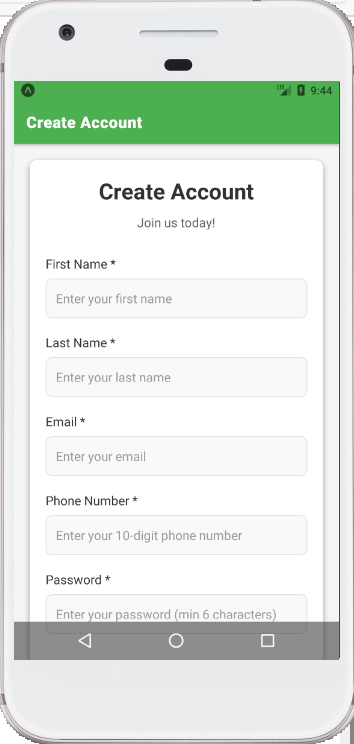 LTE 9:44
Create Account
Create Account
Join us today!
First Name *
Enter your first name
Last Name *
Enter your last name
Email *
Enter your email
Phone Number *
Enter your 10-digit phone number
Password *
Enter your password (min 6 characters)